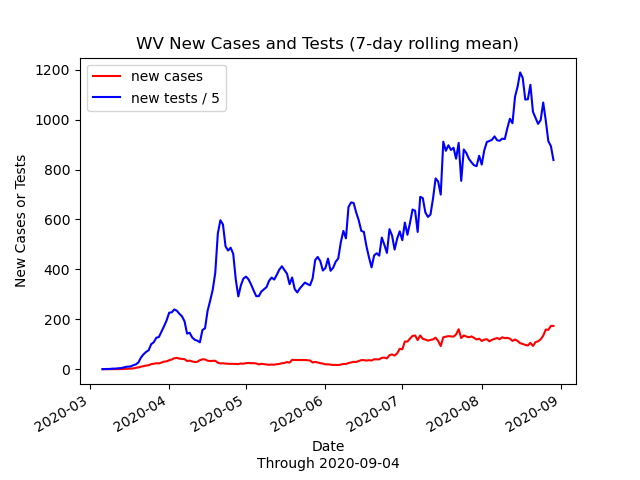 WV New Cases and Tests (7-day rolling mean)
new cases
new tests / 5
New Cases or Tests
1200
1000
800
600
400
200
0
2020-03
2020-04
2020-05
2020-06
2020-07
2020-08
2020-09
Date
Through 2020-09-04